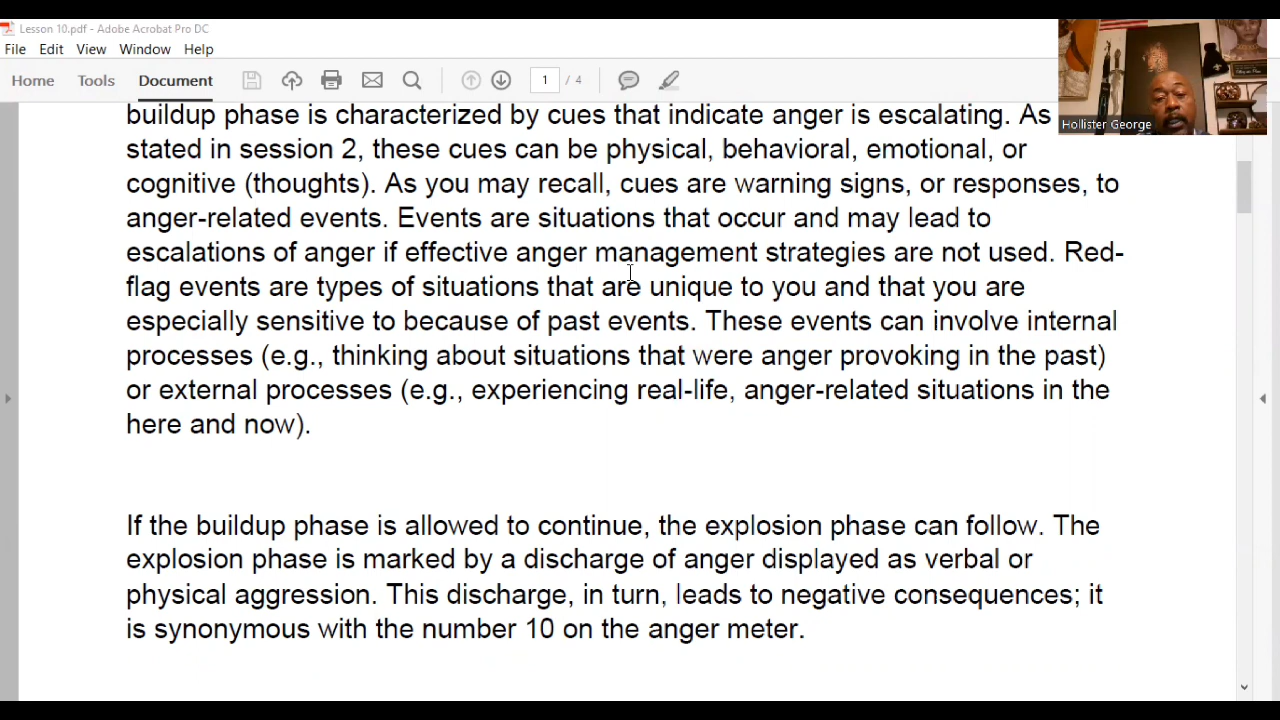 Lesson 10.pdf - Adobe Acrobat Pro DC
File Edit View Window Help
Home Tools Document 1 / 4
Hollister George
buildup phase is characterized by cues that indicate anger is escalating. As
stated in session 2, these cues can be physical, behavioral, emotional, or
cognitive (thoughts). As you may recall, cues are warning signs, or responses, to
anger-related events. Events are situations that occur and may lead to
escalations of anger if effective anger management strategies are not used. Red-
flag events are types of situations that are unique to you and that you are
especially sensitive to because of past events. These events can involve internal
processes (e.g., thinking about situations that were anger provoking in the past)
or external processes (e.g., experiencing real-life, anger-related situations in the
here and now).
If the buildup phase is allowed to continue, the explosion phase can follow. The
explosion phase is marked by a discharge of anger displayed as verbal or
physical aggression. This discharge, in turn, leads to negative consequences; it
is synonymous with the number 10 on the anger meter.